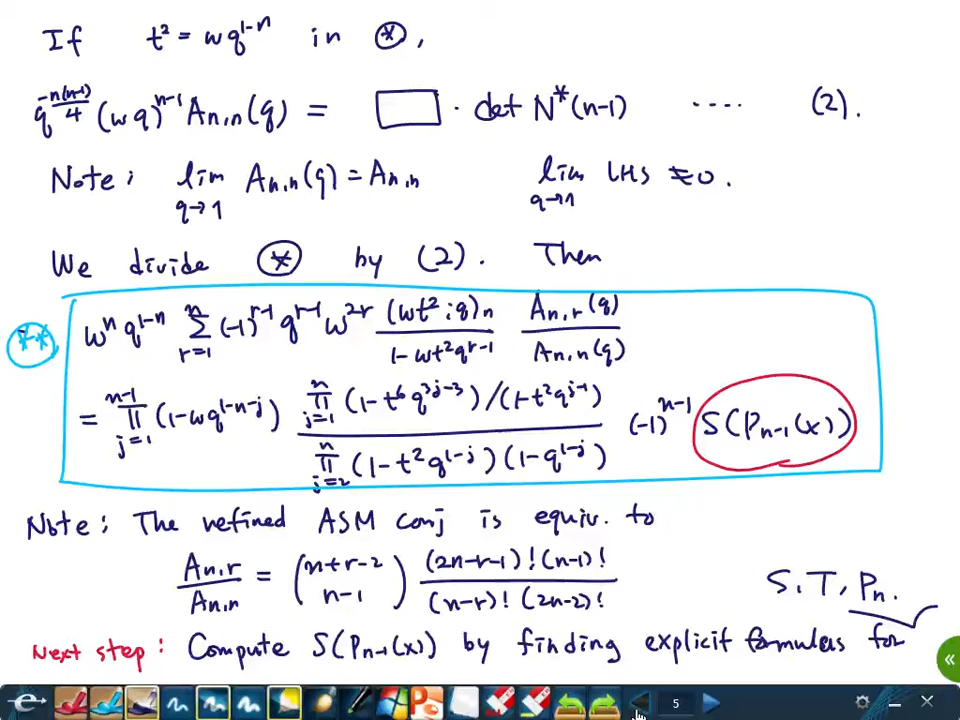 If t² = wq^{1-n} in ⊛,
q^{-n(n-1)/4} (wq)^{n-1} A_{n,n}(q) = □ · det N*(n-1) ···· (2).
Note: lim_{q→1} A_{n,n}(q) = A_{n,n} lim_{q→1} LHS ≠ 0.
We divide ⊛ by (2). Then
** w^n q^{1-n} Σ_{r=1}^{n} (-1)^{r-1} q^{r-1} w^{2r} (wt²;q)_n / (1-wt²q^{r-1}) A_{n,r}(q) / A_{n,n}(q)
= Π_{j=1}^{n-1} (1-wq^{1-n-j}) Π_{j=1}^{n} (1-t⁶q^{3j-3})/(1-t²q^{j-1}) / Π_{j=2}^{n} (1-t²q^{1-j})(1-q^{1-j}) (-1)^{n-1} S(P_{n-1}(x))
Note: The refined ASM conj is equiv. to
A_{n,r} / A_{n,n} = (n+r-2 choose n-1) (2n-r-1)!(n-1)! / (n-r)!(2n-2)!
S, T, P_n.
Next step: Compute S(P_{n-1}(x)) by finding explicit formulas for
5